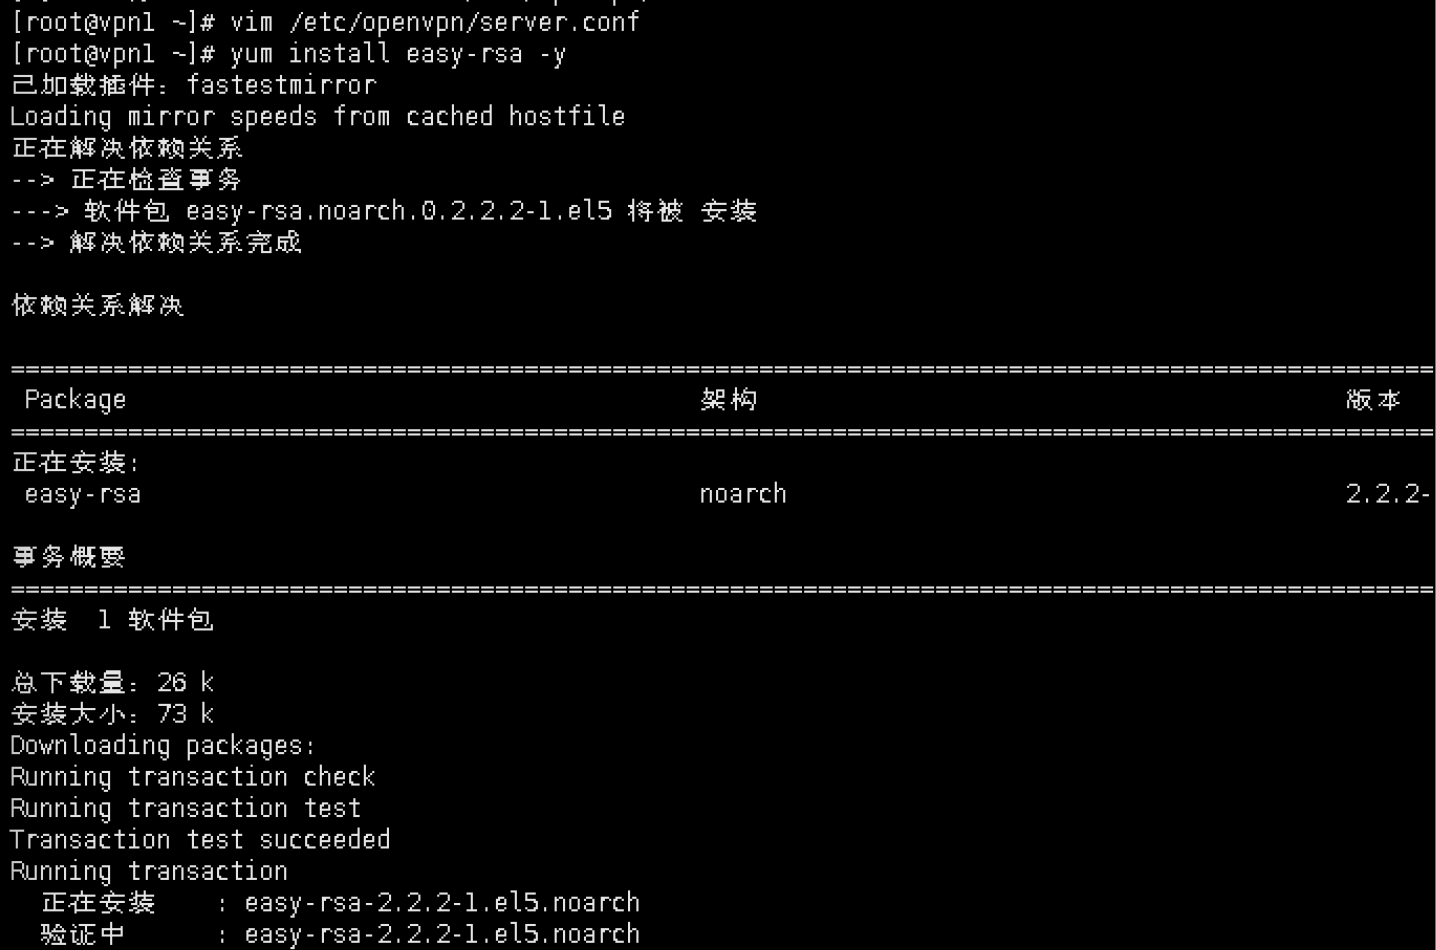 [root@vpn1 ~]# vim /etc/openvpn/server.conf
[root@vpn1 ~]# yum install easy-rsa -y
已加载插件：fastestmirror
Loading mirror speeds from cached hostfile
正在解决依赖关系
--> 正在检查事务
---> 软件包 easy-rsa.noarch.0.2.2.2-1.el5 将被 安装
--> 解决依赖关系完成
依赖关系解决
================================================================================
Package 架构 版本
================================================================================
正在安装:
easy-rsa noarch 2.2.2-
事务概要
================================================================================
安装 1 软件包
总下载量：26 k
安装大小：73 k
Downloading packages:
Running transaction check
Running transaction test
Transaction test succeeded
Running transaction
正在安装 : easy-rsa-2.2.2-1.el5.noarch
验证中 : easy-rsa-2.2.2-1.el5.noarch